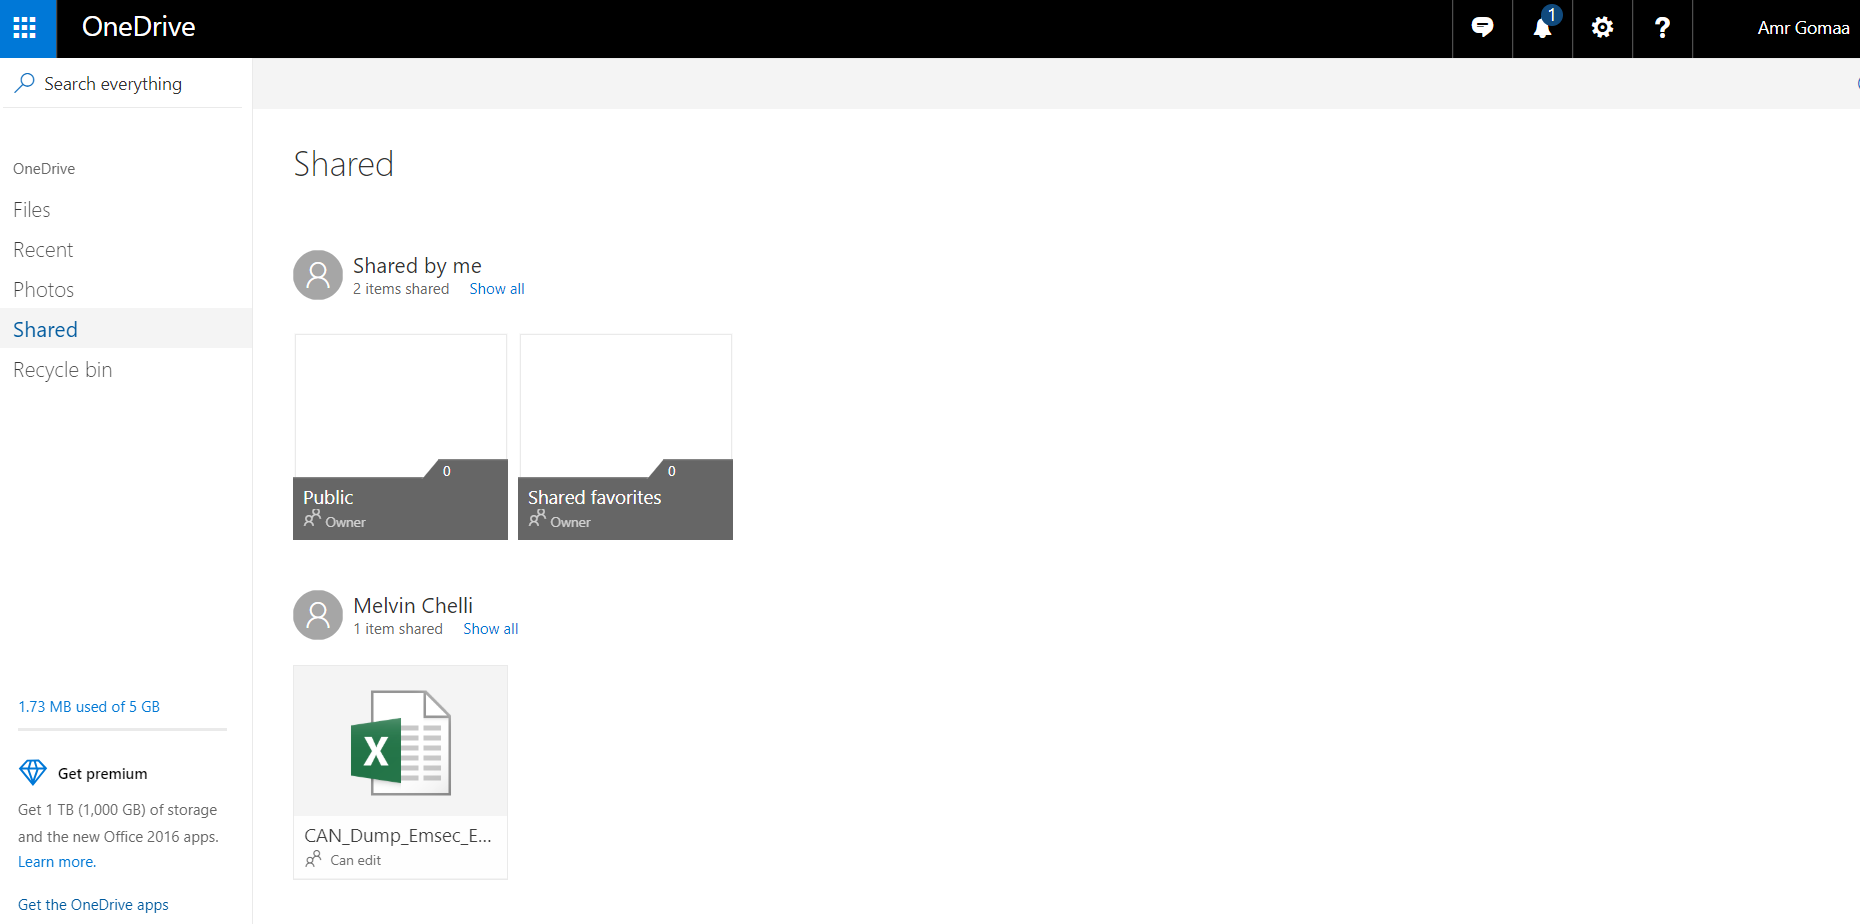 OneDrive
1
?
Amr Gomaa
Search everything
OneDrive
Files
Recent
Photos
Shared
Recycle bin
1.73 MB used of 5 GB
Get premium
Get 1 TB (1,000 GB) of storage
and the new Office 2016 apps.
Learn more.
Get the OneDrive apps
Shared
Shared by me
2 items shared Show all
0
Public
Owner
0
Shared favorites
Owner
Melvin Chelli
1 item shared Show all
X
CAN_Dump_Emsec_E...
Can edit